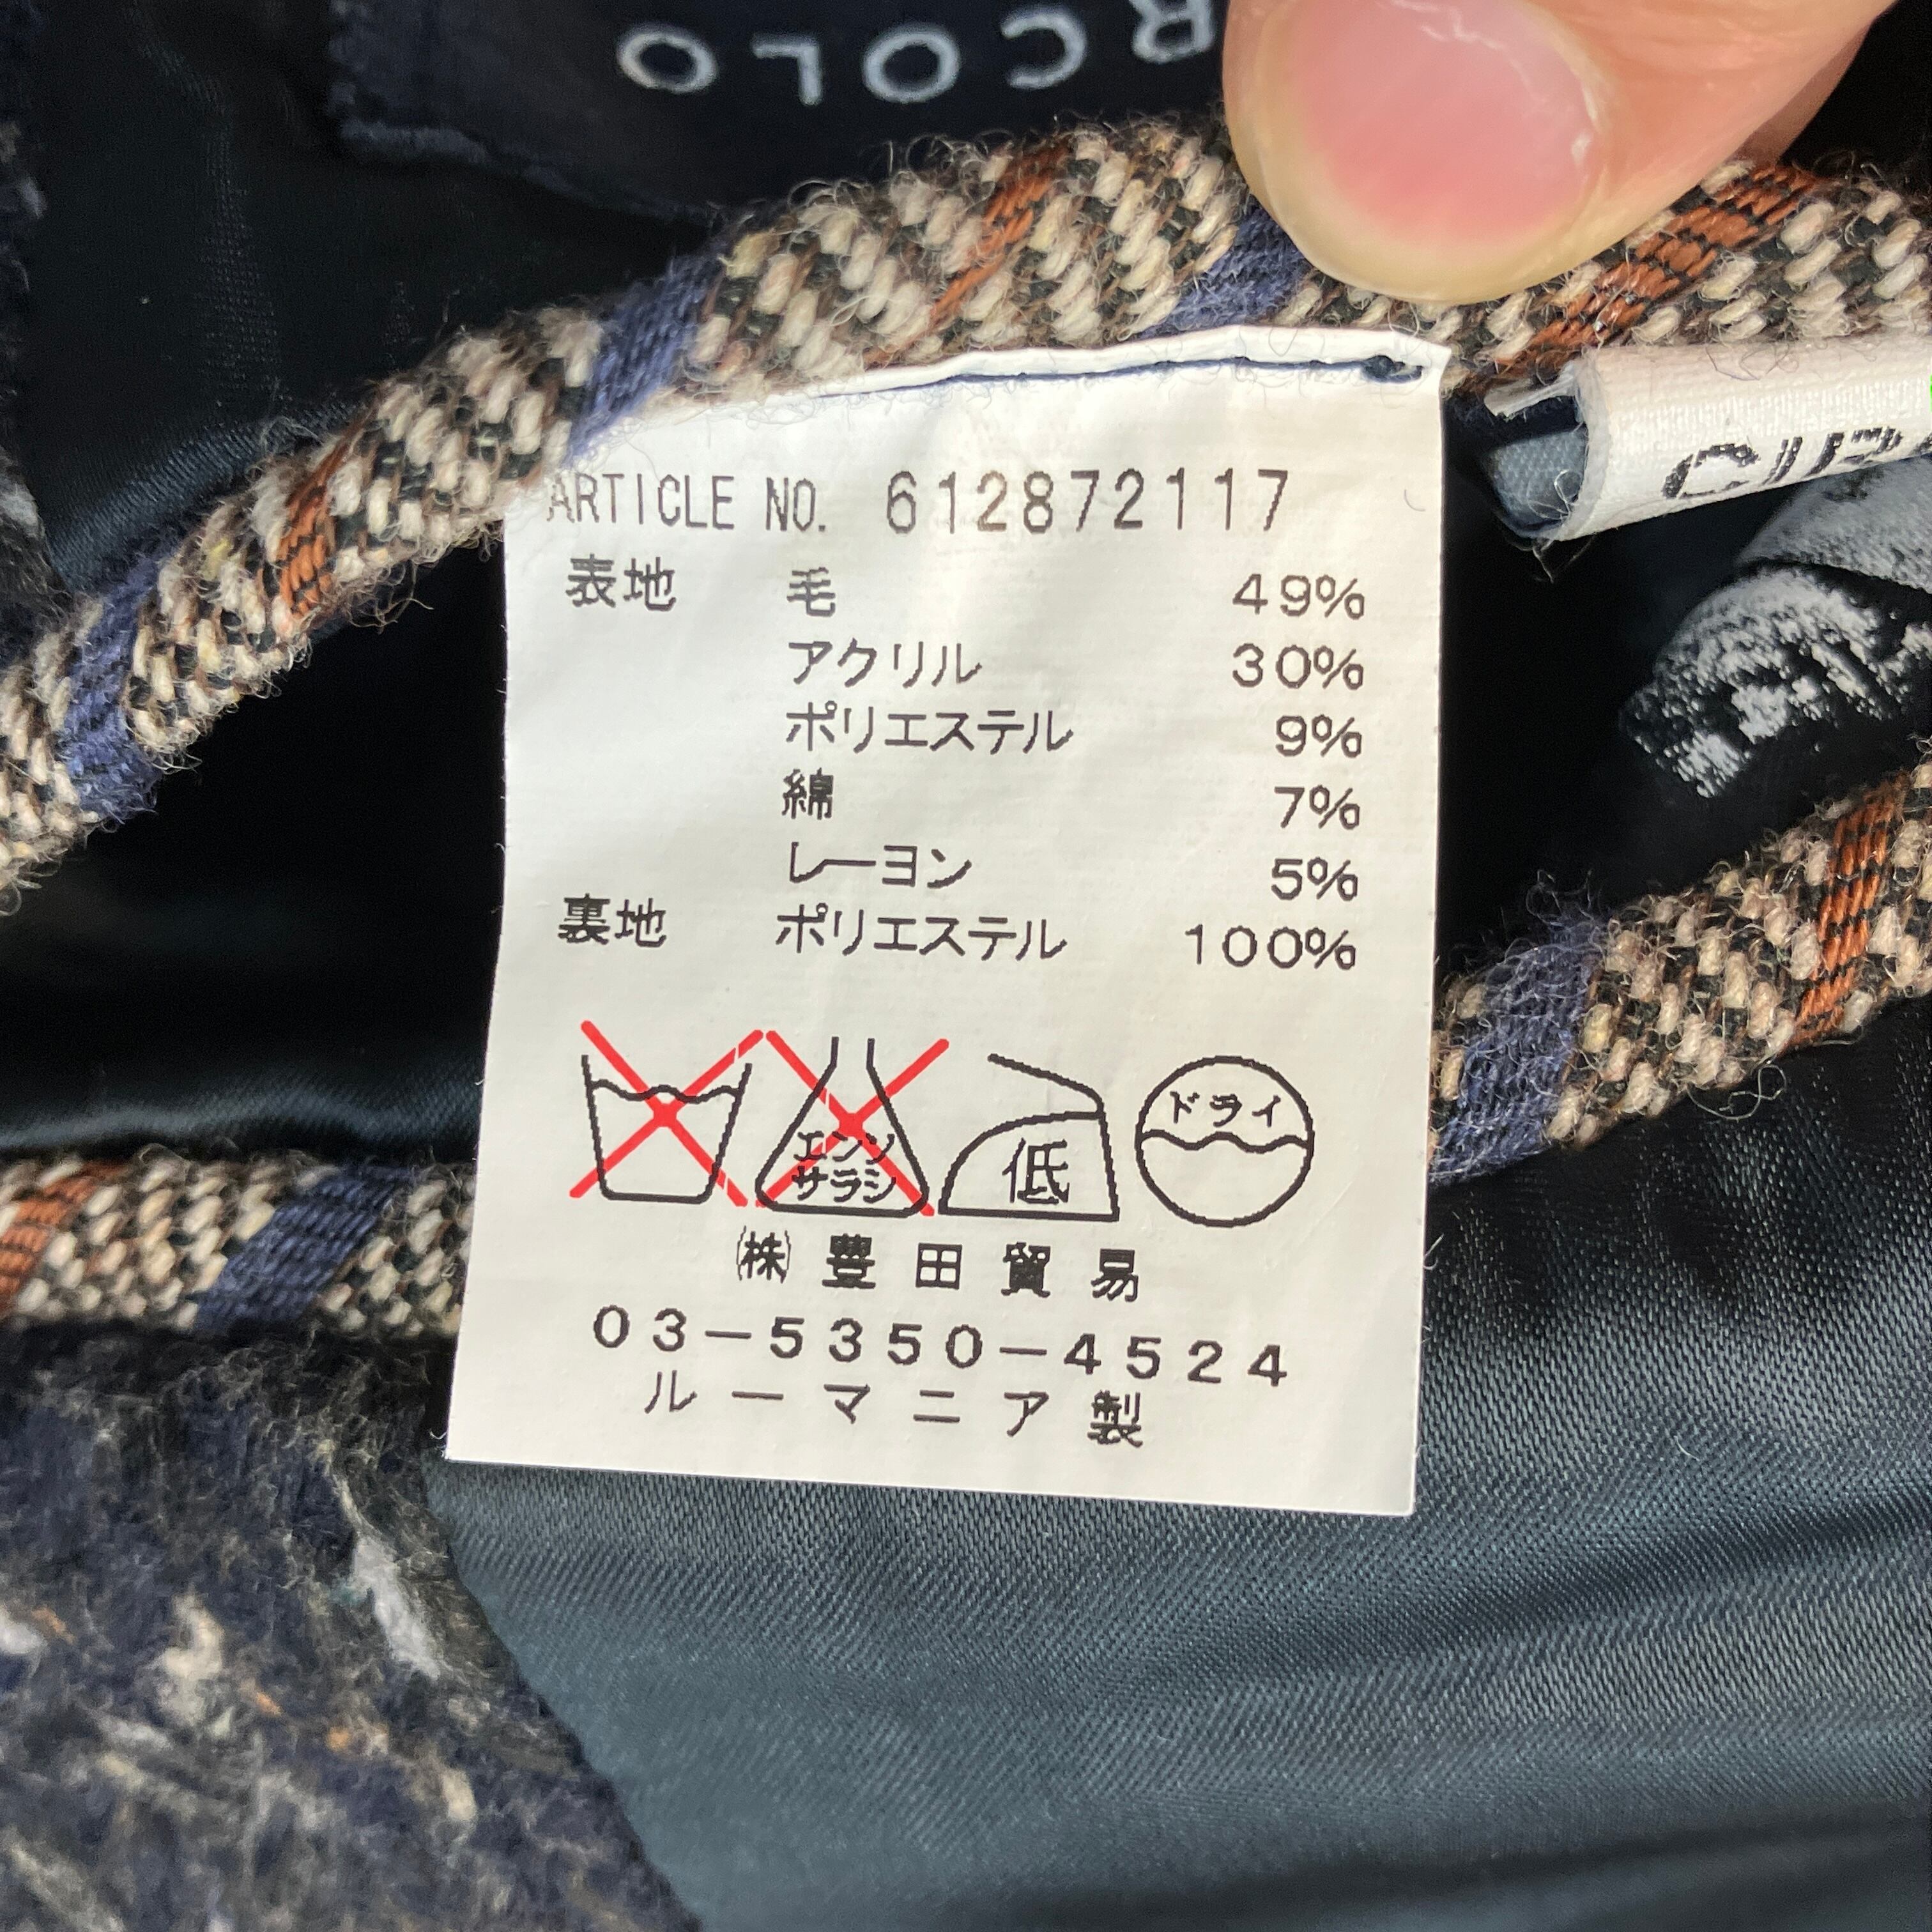 RCOLO
ARTICLE NO. 612872117
表地 毛 49%
アクリル 30%
ポリエステル 9%
綿 7%
レーヨン 5%
裏地 ポリエステル 100%
エンソ サラシ 低 ドライ
㈱豊田貿易
03-5350-4524
ルーマニア製